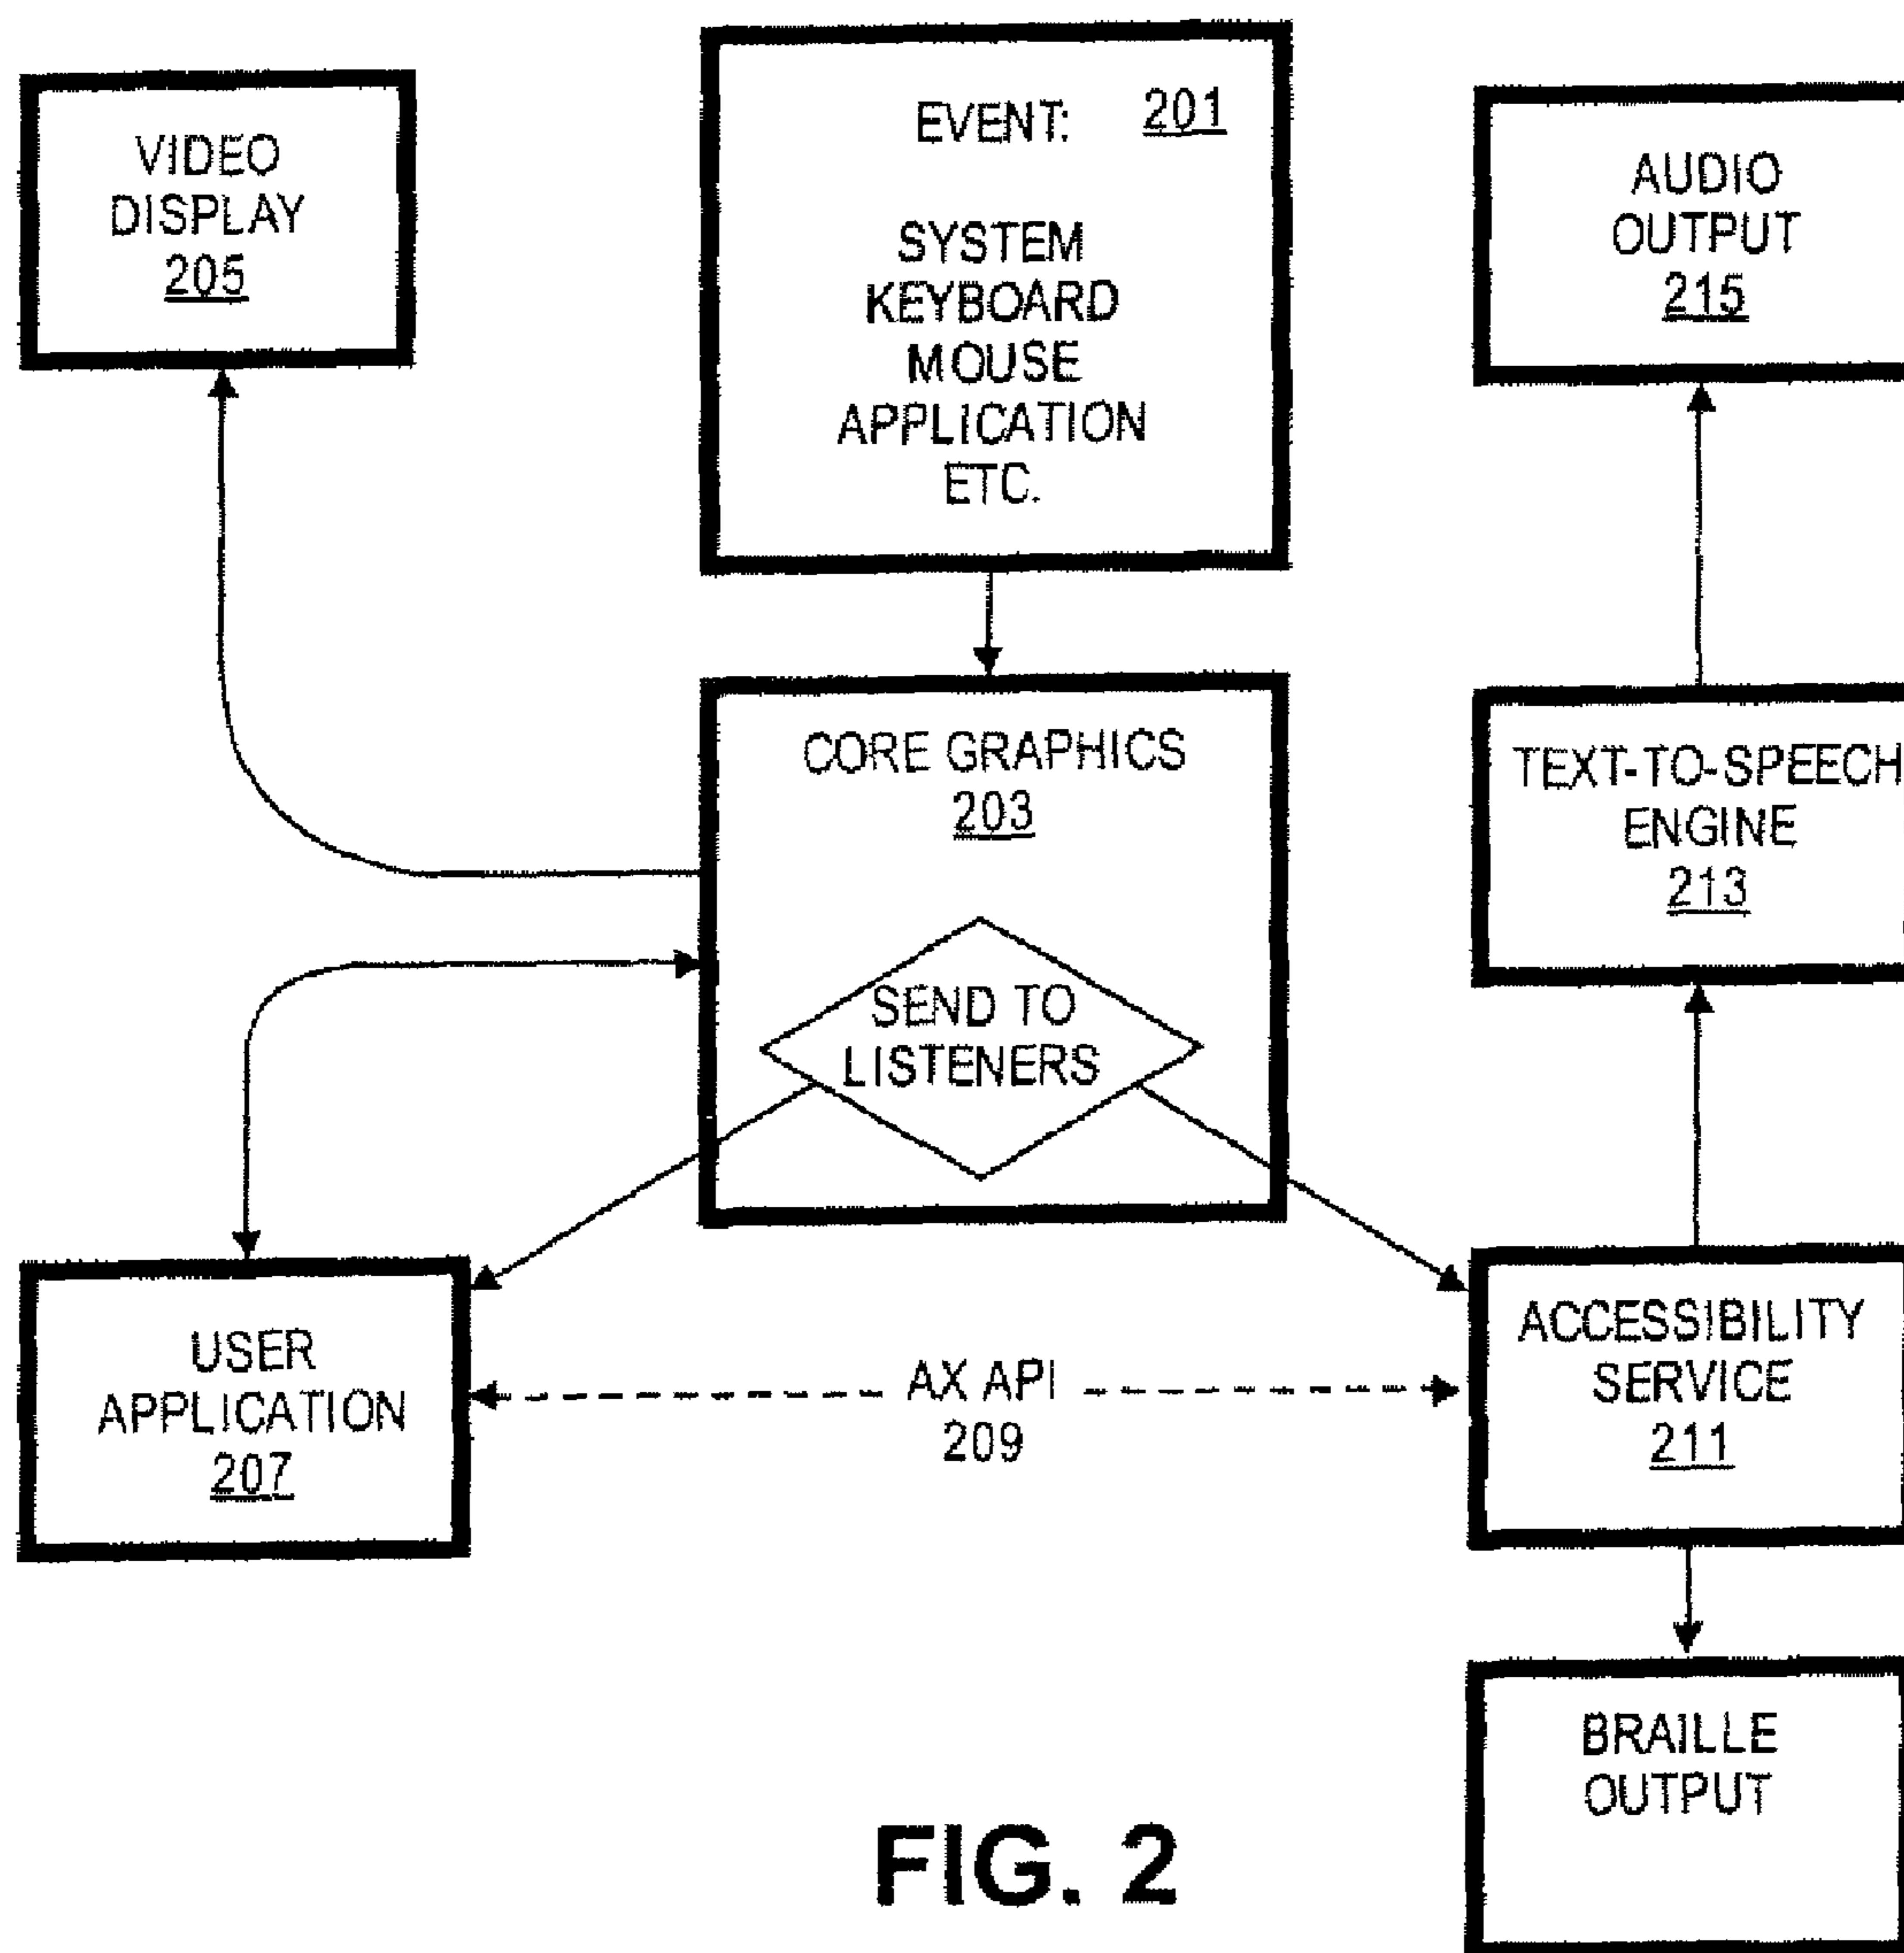 VIDEO
DISPLAY
205
EVENT: 201
SYSTEM
KEYBOARD
MOUSE
APPLICATION
ETC.
AUDIO
OUTPUT
215
CORE GRAPHICS
203
SEND TO
LISTENERS
TEXT-TO-SPEECH
ENGINE
213
USER
APPLICATION
207
AX API
209
ACCESSIBILITY
SERVICE
211
BRAILLE
OUTPUT
FIG. 2